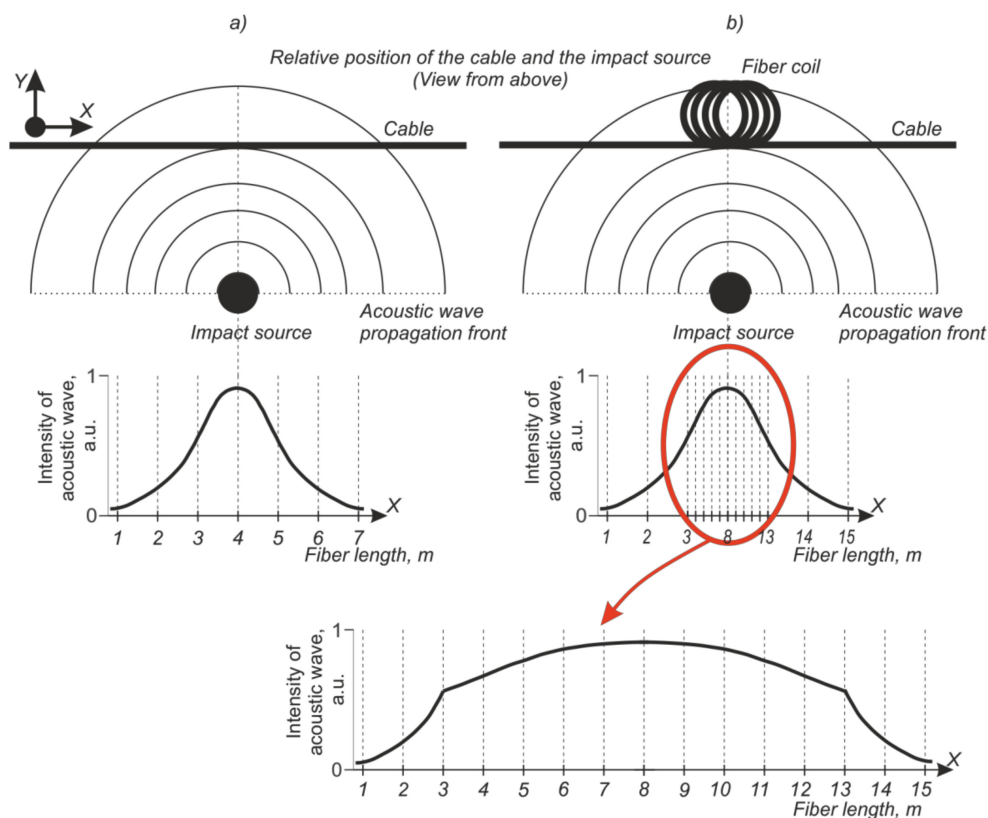 a)
b)
Relative position of the cable and the impact source
(View from above)
Fiber coil
Y
X
Cable
Cable
Impact source
Acoustic wave
propagation front
Impact source
Acoustic wave
propagation front
Intensity of
acoustic wave,
a.u.
1
0
1 2 3 4 5 6 7
X
Fiber length, m
Intensity of
acoustic wave,
a.u.
1
0
1 2 3 8 13 14 15
X
Fiber length, m
Intensity of
acoustic wave,
a.u.
1
0
1 2 3 4 5 6 7 8 9 10 11 12 13 15
X
Fiber length, m